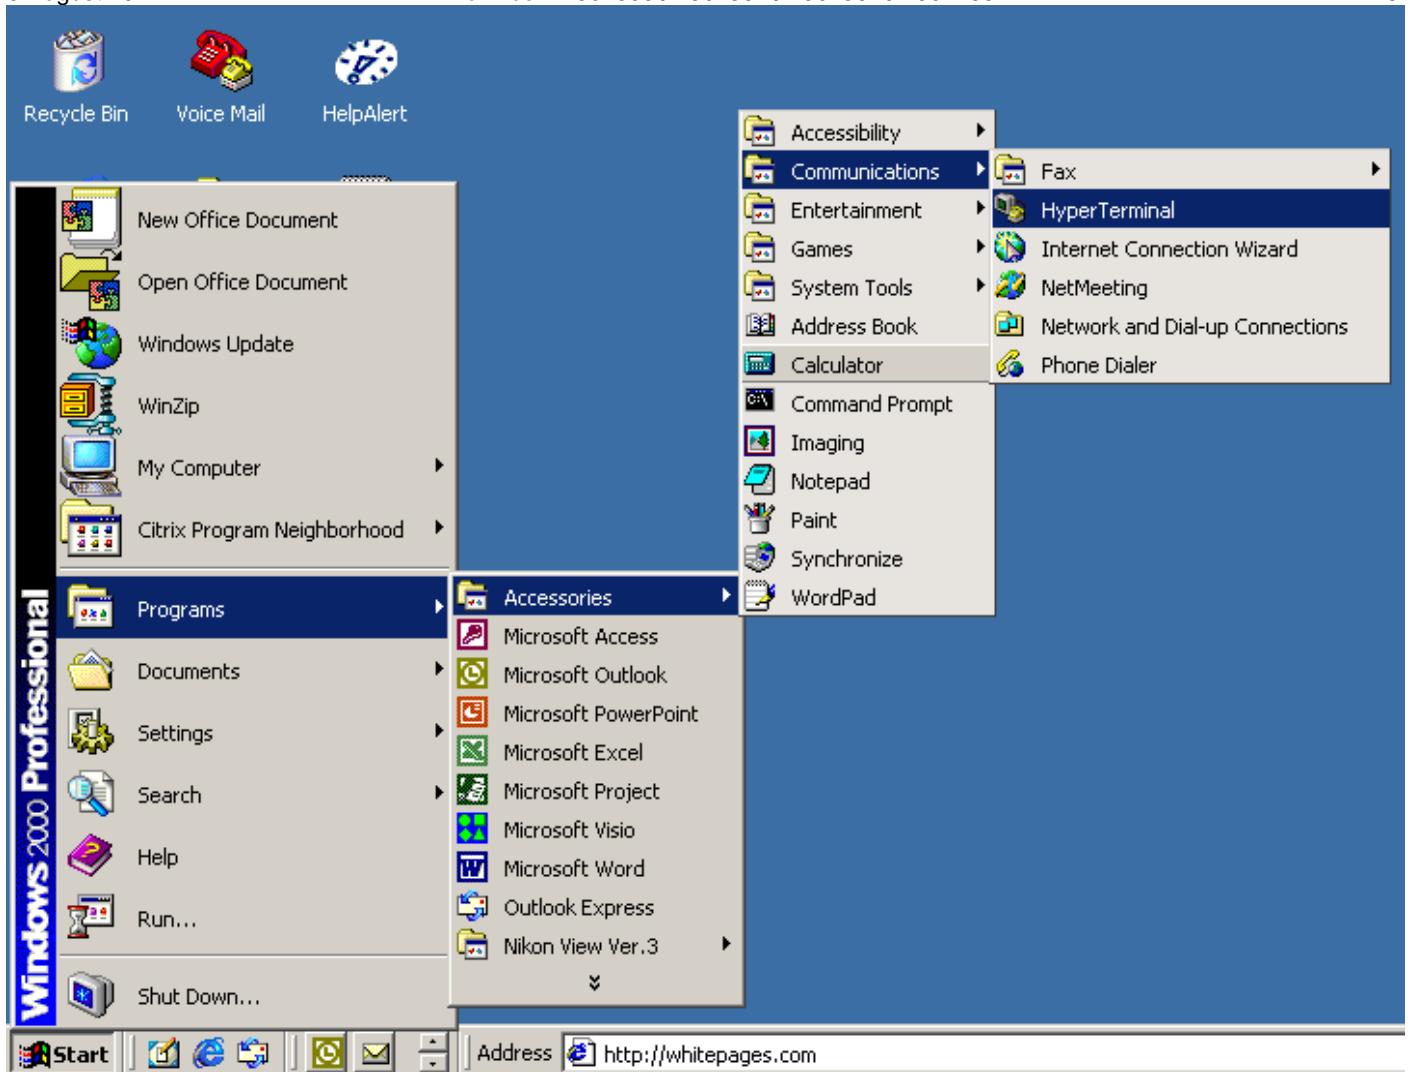 Recycle Bin
Voice Mail
HelpAlert
New Office Document
Open Office Document
Windows Update
WinZip
My Computer
Citrix Program Neighborhood
Programs
Documents
Settings
Search
Help
Run...
Shut Down...
Windows 2000 Professional
Accessories
Microsoft Access
Microsoft Outlook
Microsoft PowerPoint
Microsoft Excel
Microsoft Project
Microsoft Visio
Microsoft Word
Outlook Express
Nikon View Ver.3
Accessibility
Communications
Entertainment
Games
System Tools
Address Book
Calculator
Command Prompt
Imaging
Notepad
Paint
Synchronize
WordPad
Fax
HyperTerminal
Internet Connection Wizard
NetMeeting
Network and Dial-up Connections
Phone Dialer
Start
Address
http://whitepages.com